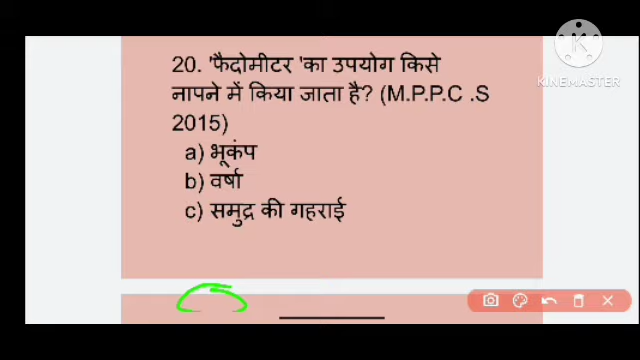 KINEMASTER
20. 'फैदोमीटर 'का उपयोग किसे
नापने में किया जाता है? (M.P.P.C .S
2015)
a) भूकंप
b) वर्षा
c) समुद्र की गहराई